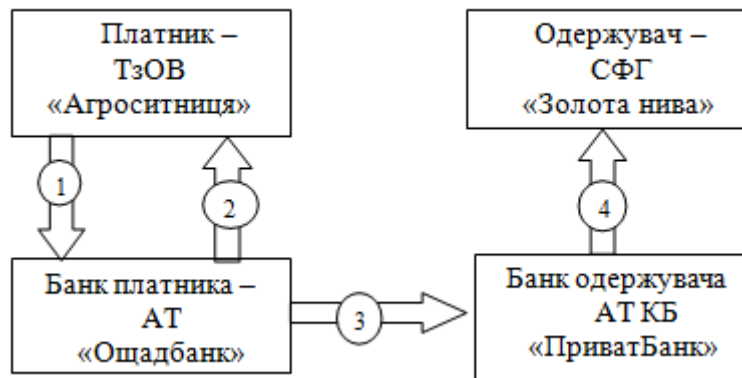 Платник –
ТзОВ
«Агроситниця»
Одержувач –
СФГ
«Золота нива»
1
2
4
Банк платника –
АТ
«Ощадбанк»
3
Банк одержувача
АТ КБ
«ПриватБанк»